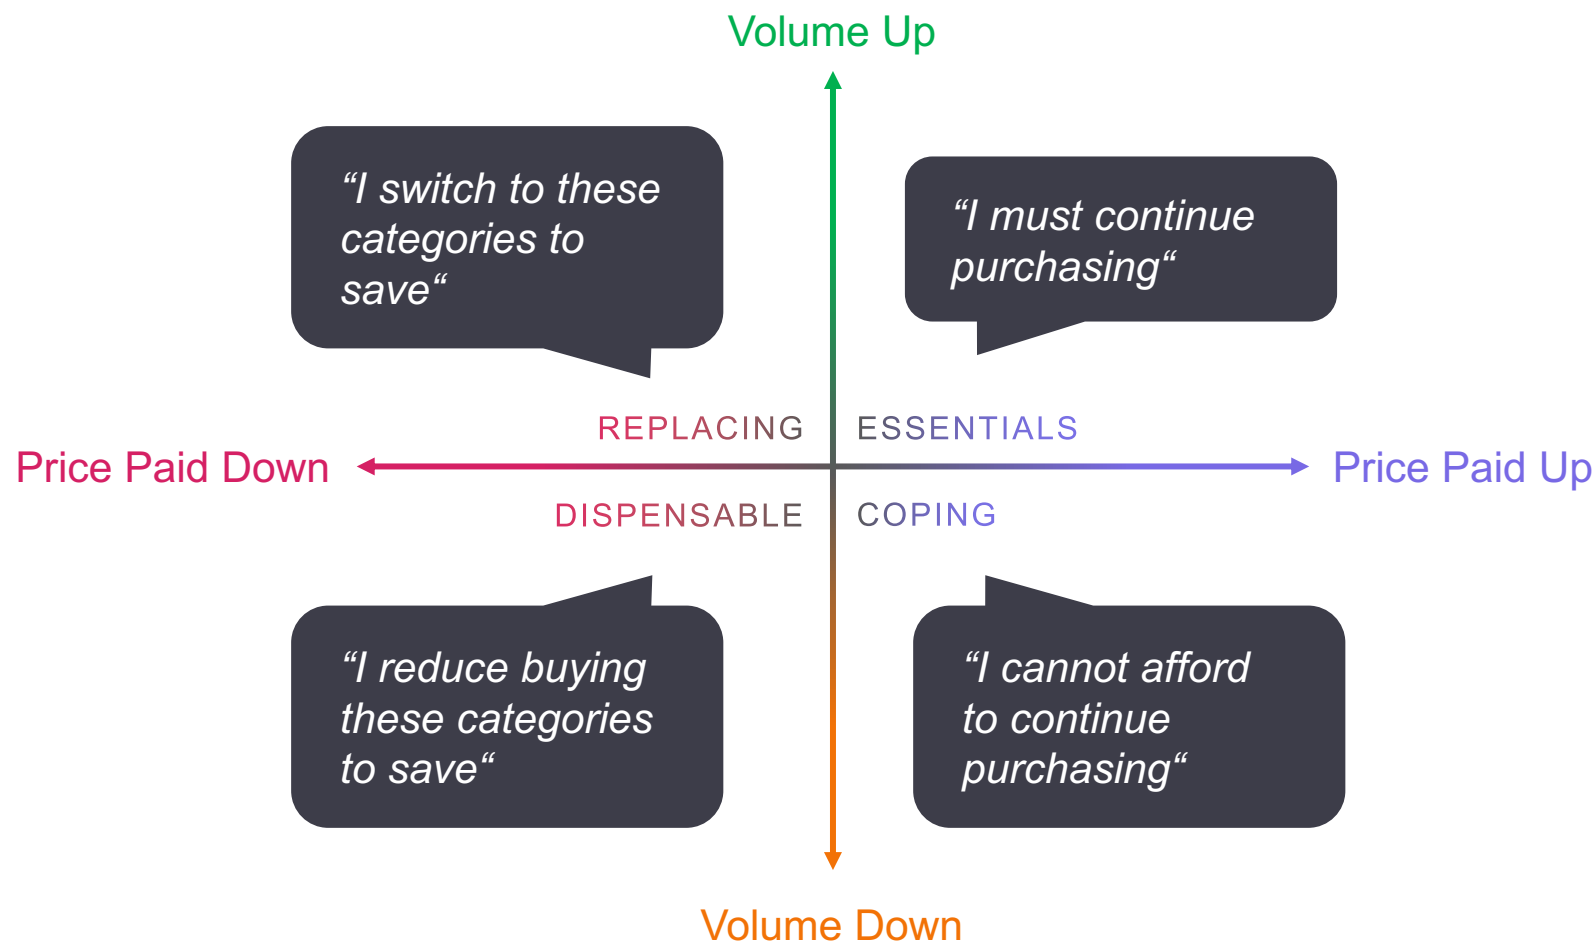 Volume Up
“I switch to these
categories to
save“
“I must continue
purchasing“
REPLACING
ESSENTIALS
Price Paid Down
Price Paid Up
DISPENSABLE
COPING
“I reduce buying
these categories
to save“
“I cannot afford
to continue
purchasing“
Volume Down